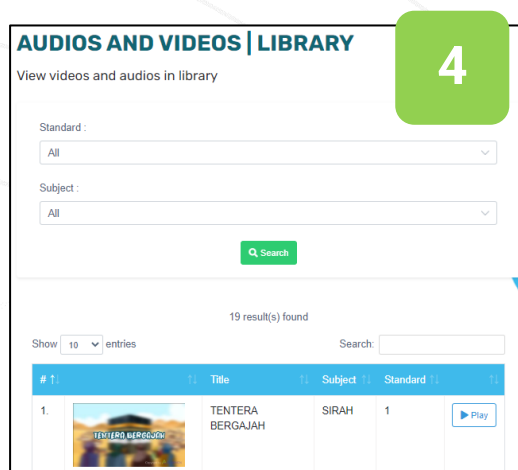 AUDIOS AND VIDEOS | LIBRARY
4
View videos and audios in library
Standard :
All
Subject :
All
Search
19 result(s) found
Show 10 entries Search:
# Title Subject Standard
1. TENTERA BERGAJAH TENTERA SIRAH 1 Play
BERGAJAH